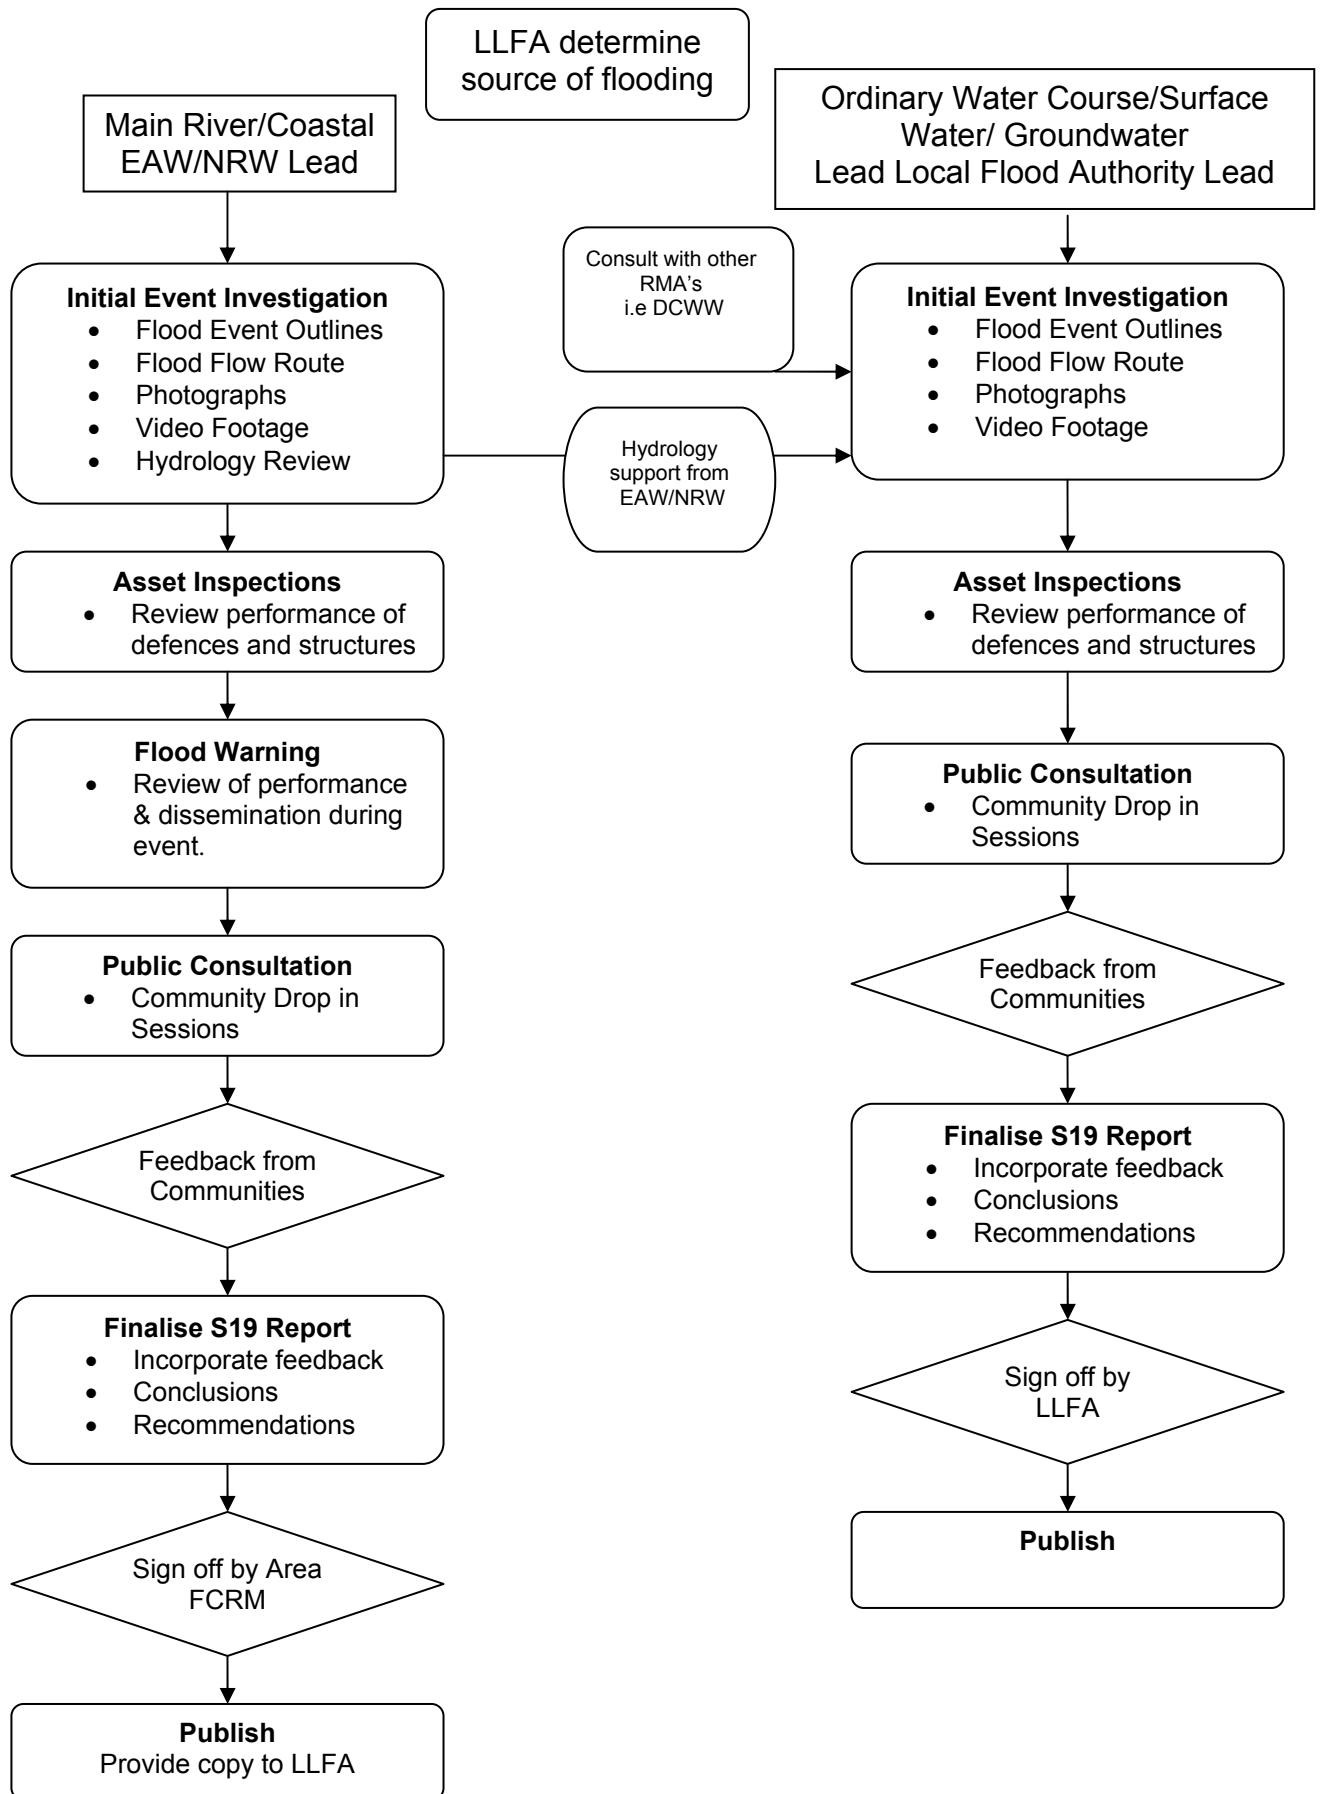 LLFA determine
source of flooding
Main River/Coastal
EAW/NRW Lead
Ordinary Water Course/Surface
Water/ Groundwater
Lead Local Flood Authority Lead
Initial Event Investigation
• Flood Event Outlines
• Flood Flow Route
• Photographs
• Video Footage
• Hydrology Review
Consult with other
RMA's
i.e DCWW
Hydrology
support from
EAW/NRW
Initial Event Investigation
• Flood Event Outlines
• Flood Flow Route
• Photographs
• Video Footage
Asset Inspections
• Review performance of
defences and structures
Flood Warning
• Review of performance
& dissemination during
event.
Public Consultation
• Community Drop in
Sessions
Feedback from
Communities
Finalise S19 Report
• Incorporate feedback
• Conclusions
• Recommendations
Sign off by Area
FCRM
Publish
Provide copy to LLFA
Asset Inspections
• Review performance of
defences and structures
Public Consultation
• Community Drop in
Sessions
Feedback from
Communities
Finalise S19 Report
• Incorporate feedback
• Conclusions
• Recommendations
Sign off by
LLFA
Publish